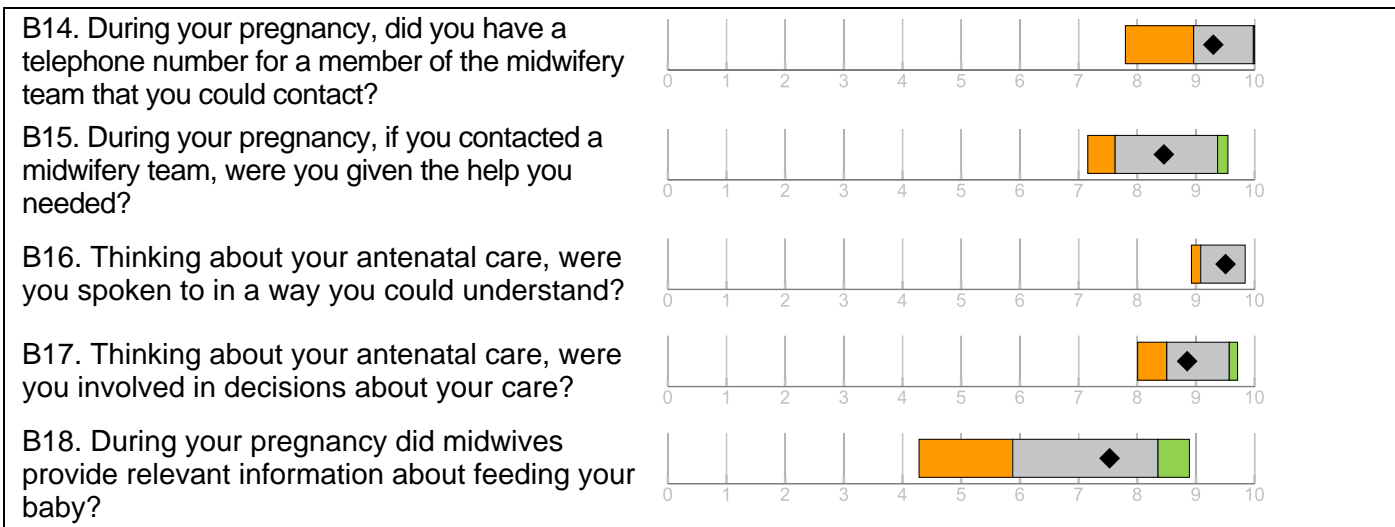 B14. During your pregnancy, did you have a
telephone number for a member of the midwifery
team that you could contact?
0 1 2 3 4 5 6 7 8 9 10
B15. During your pregnancy, if you contacted a
midwifery team, were you given the help you
needed?
0 1 2 3 4 5 6 7 8 9 10
B16. Thinking about your antenatal care, were
you spoken to in a way you could understand?
0 1 2 3 4 5 6 7 8 9 10
B17. Thinking about your antenatal care, were
you involved in decisions about your care?
0 1 2 3 4 5 6 7 8 9 10
B18. During your pregnancy did midwives
provide relevant information about feeding your
baby?
0 1 2 3 4 5 6 7 8 9 10